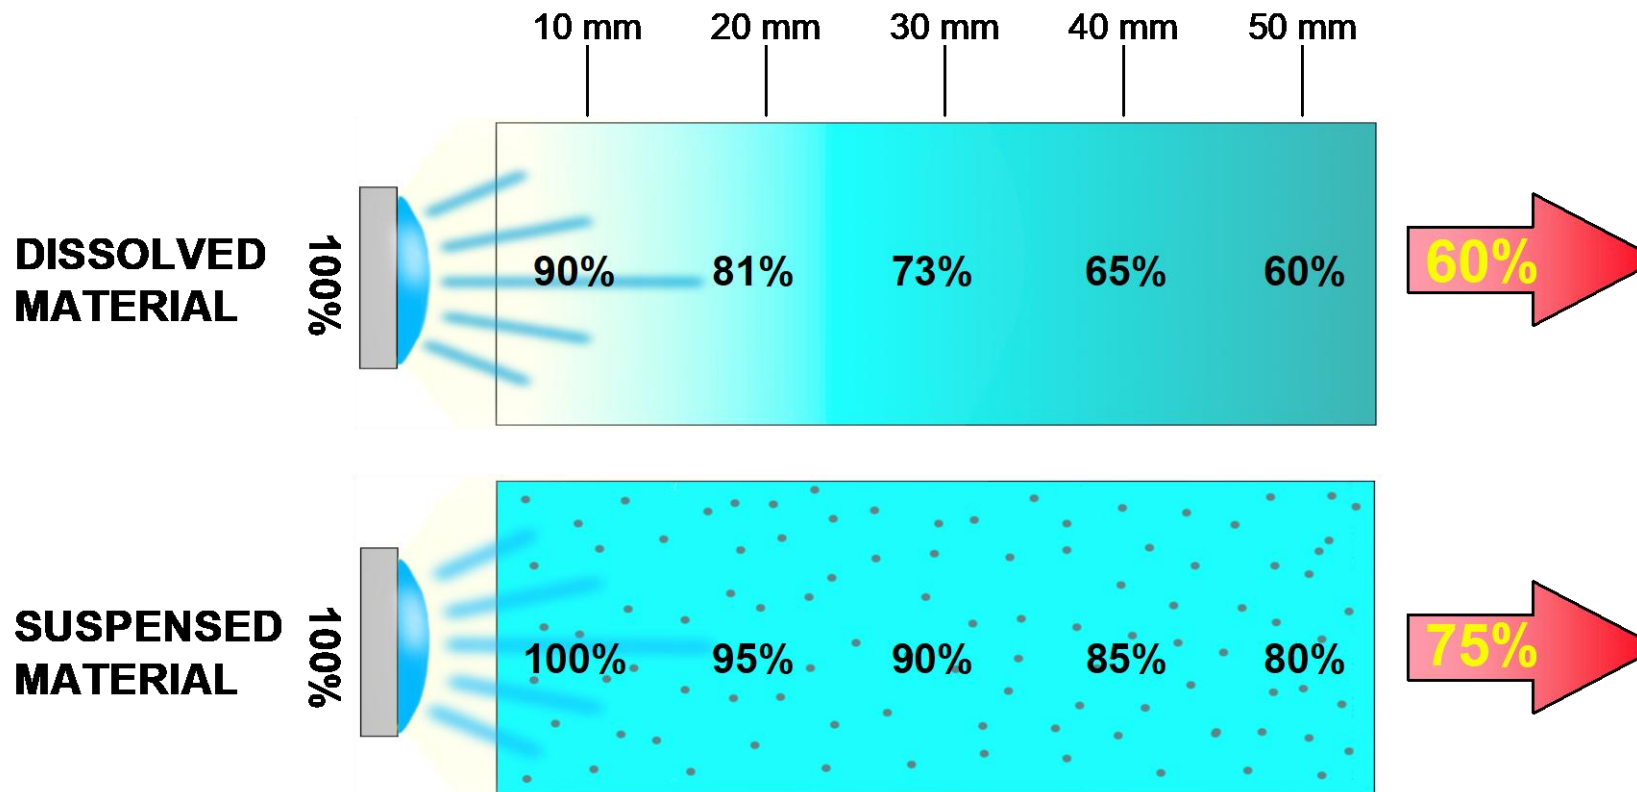 10 mm 20 mm 30 mm 40 mm 50 mm
DISSOLVED
MATERIAL
100%
90% 81% 73% 65% 60%
60%
SUSPENSED
MATERIAL
100%
100% 95% 90% 85% 80%
75%